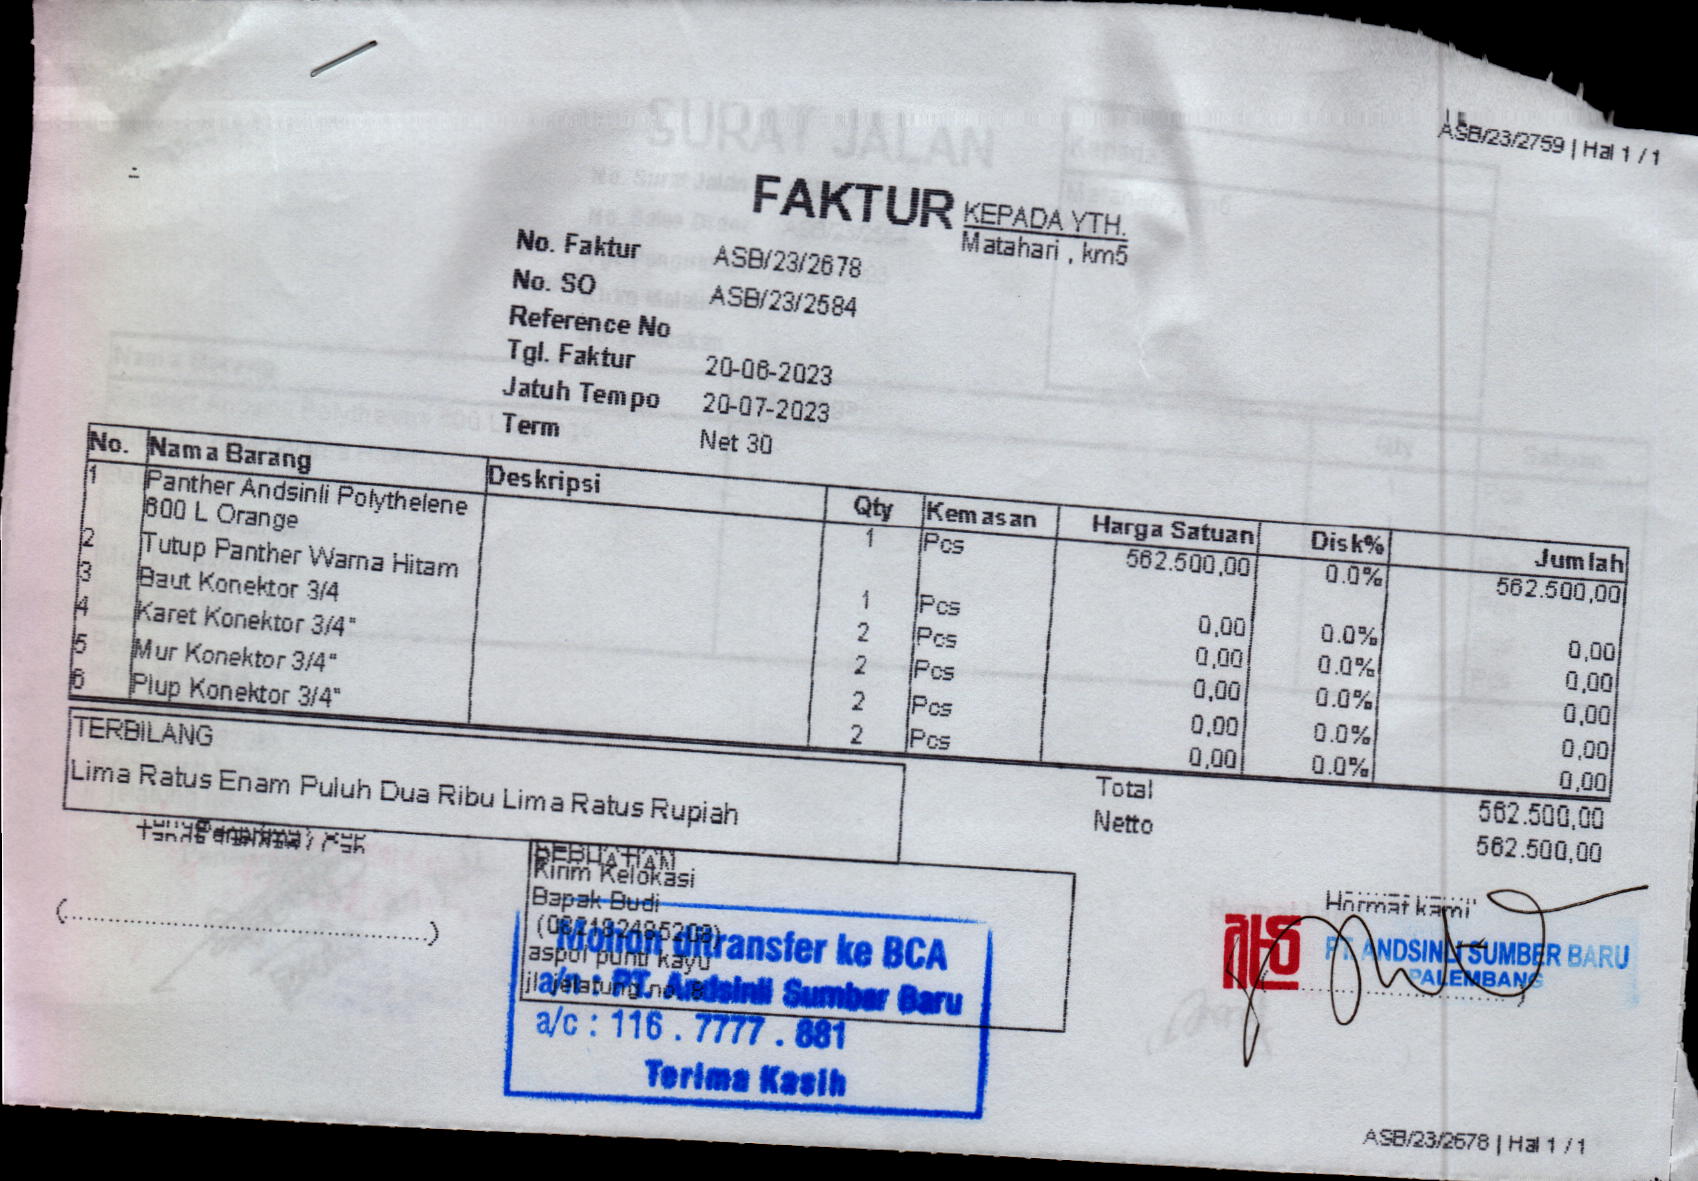 ASB/23/2759 | Hal 1 / 1
SURAT JALAN
FAKTUR
KEPADA YTH.
Matahari , km5
No. Faktur ASB/23/2678
No. SO ASB/23/2584
Reference No
Tgl. Faktur 20-06-2023
Jatuh Tempo 20-07-2023
Term Net 30
No. Nama Barang Deskripsi Qty Kemasan Harga Satuan Disk% Jumlah
1 Panther Andsinli Polythelene 1 Pcs 562.500,00 0.0% 562.500,00
600 L Orange
2 Tutup Panther Warna Hitam 1 Pcs 0,00 0.0% 0,00
3 Baut Konektor 3/4 2 Pcs 0,00 0.0% 0,00
4 Karet Konektor 3/4" 2 Pcs 0,00 0.0% 0,00
5 Mur Konektor 3/4" 2 Pcs 0,00 0.0% 0,00
6 Plup Konektor 3/4" 2 Pcs 0,00 0.0% 0,00
TERBILANG
Lima Ratus Enam Puluh Dua Ribu Lima Ratus Rupiah
Total 562.500,00
Netto 562.500,00
Kirim Kelokasi
Bapak Budi
aspol punti kayu
jl jelatung no.
Mohon ditransfer ke BCA
a/n : PT. Andsinli Sumber Baru
a/c : 116 . 7777 . 881
Terima Kasih
Hormat kami
PT. ANDSINLI SUMBER BARU
PALEMBANG
ASB/23/2678 | Hal 1 / 1